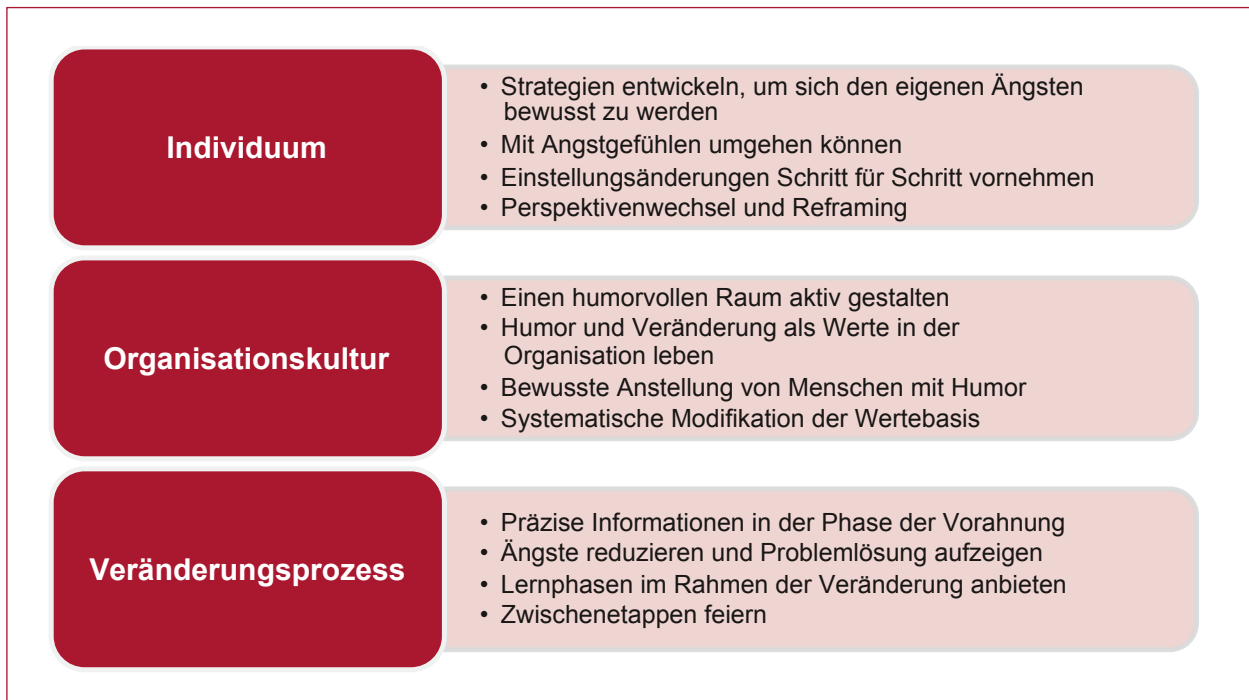 Individuum
• Strategien entwickeln, um sich den eigenen Ängsten
bewusst zu werden
• Mit Angstgefühlen umgehen können
• Einstellungsänderungen Schritt für Schritt vornehmen
• Perspektivenwechsel und Reframing
Organisationskultur
• Einen humorvollen Raum aktiv gestalten
• Humor und Veränderung als Werte in der
Organisation leben
• Bewusste Anstellung von Menschen mit Humor
• Systematische Modifikation der Wertebasis
Veränderungsprozess
• Präzise Informationen in der Phase der Vorahnung
• Ängste reduzieren und Problemlösung aufzeigen
• Lernphasen im Rahmen der Veränderung anbieten
• Zwischenetappen feiern